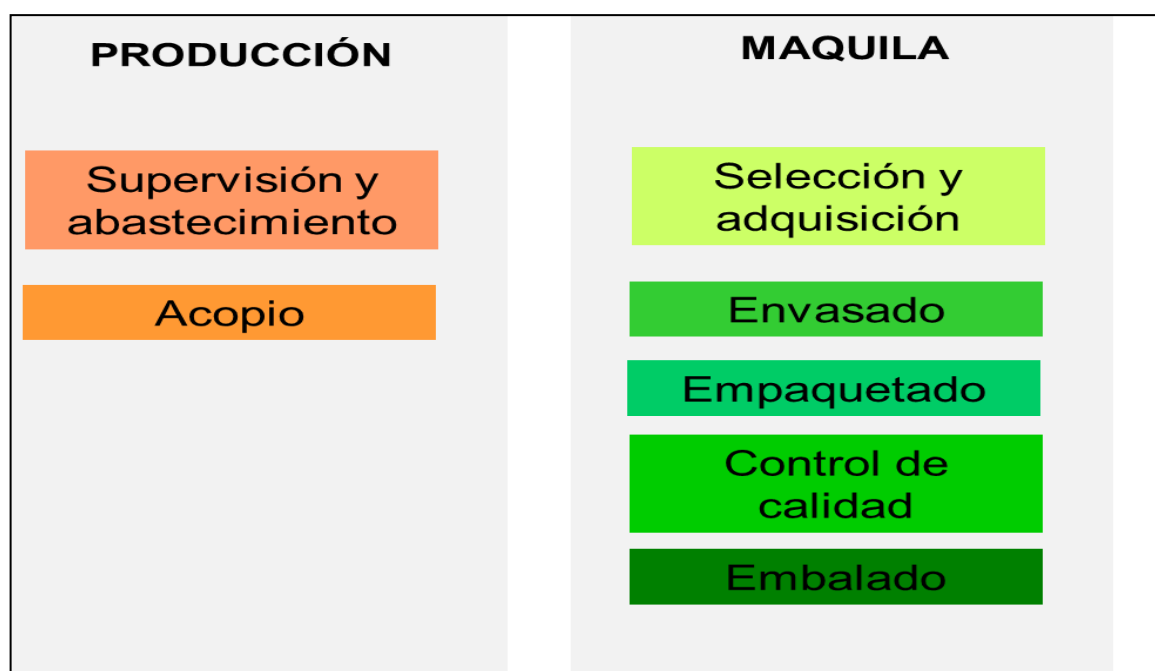 PRODUCCIÓN
Supervisión y
abastecimiento
Acopio
MAQUILA
Selección y
adquisición
Envasado
Empaquetado
Control de
calidad
Embalado